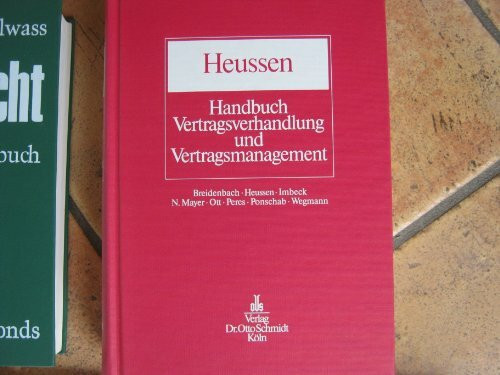 lwass
cht
buch
onds
Heussen
Handbuch
Vertragsverhandlung
und
Vertragsmanagement
Breidenbach · Heussen · Imbeck
N. Mayer · Ott · Peres · Ponschab · Wegmann
ovs
Verlag
Dr.Otto Schmidt
Köln